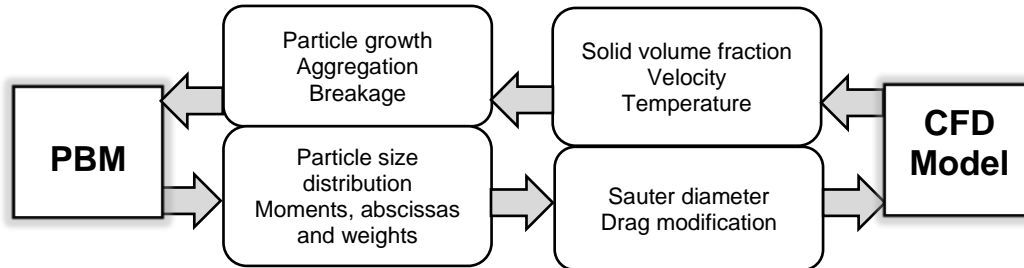 Particle growth
Aggregation
Breakage
Solid volume fraction
Velocity
Temperature
PBM
CFD
Model
Particle size
distribution
Moments, abscissas
and weights
Sauter diameter
Drag modification